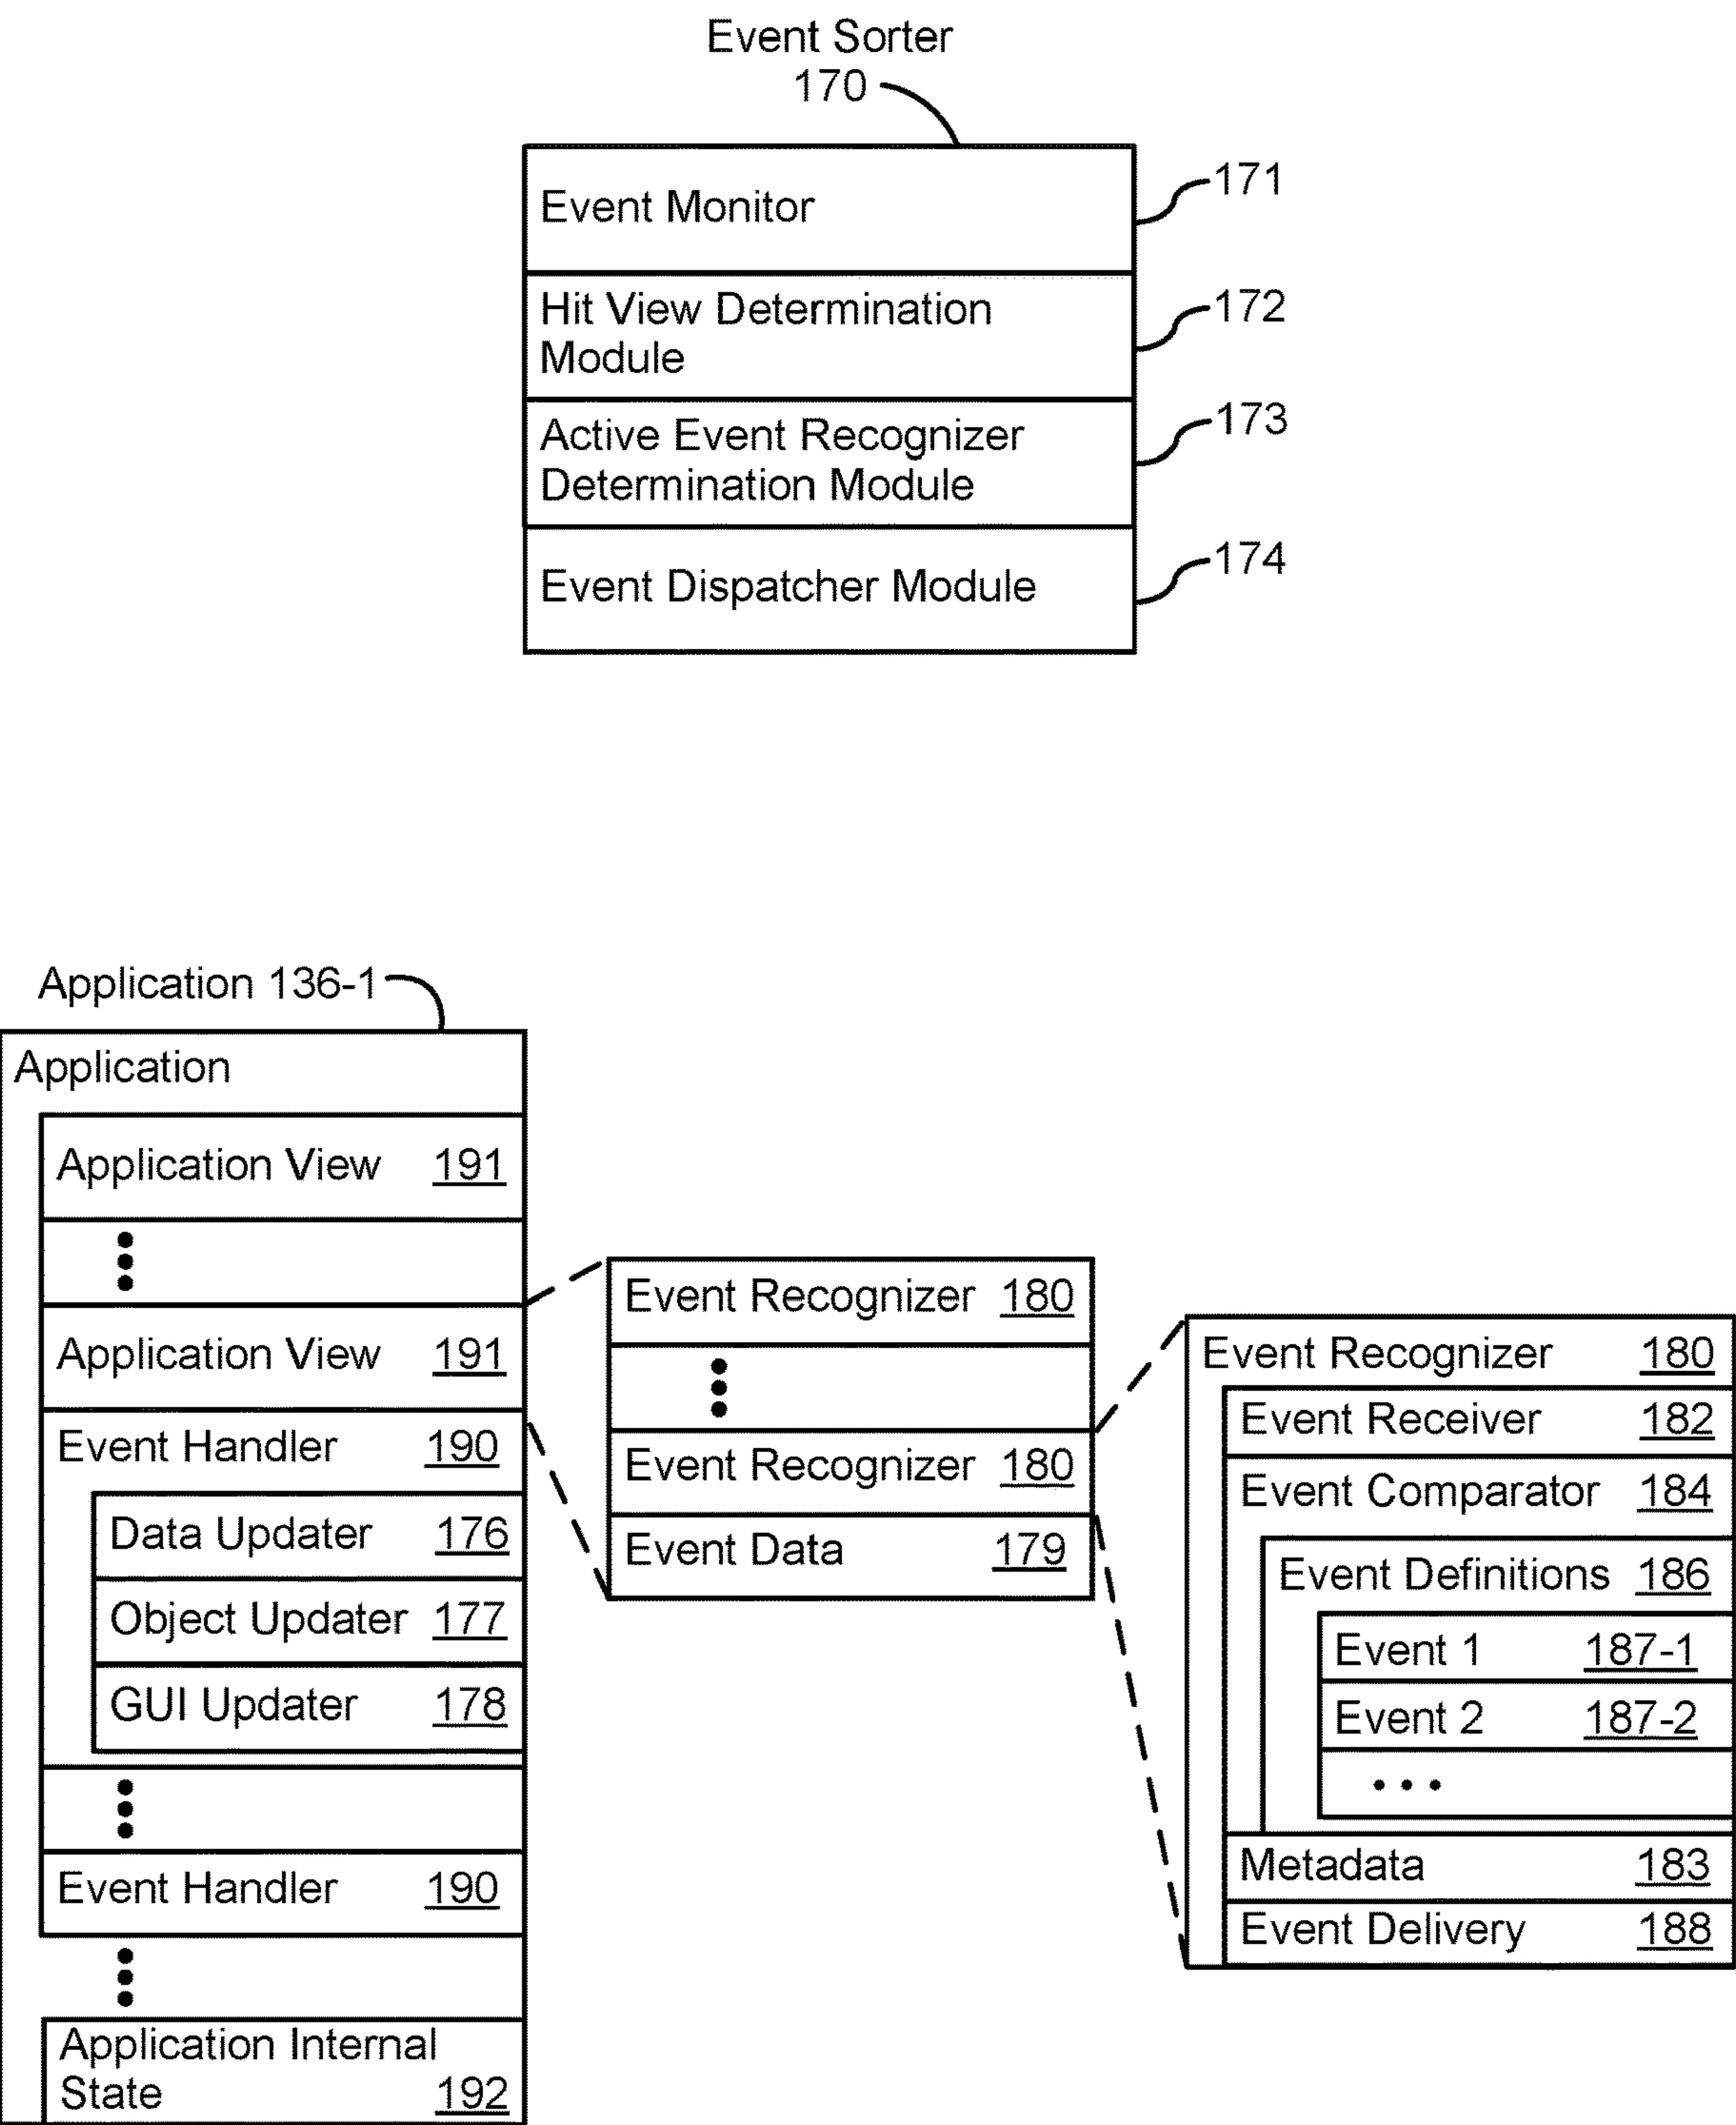 Event Sorter
170
Event Monitor
171
Hit View Determination
Module
172
Active Event Recognizer
Determination Module
173
Event Dispatcher Module
174
Application 136-1
Application
Application View 191
Application View 191
Event Handler 190
Data Updater 176
Object Updater 177
GUI Updater 178
Event Handler 190
Application Internal
State 192
Event Recognizer 180
Event Recognizer 180
Event Data 179
Event Recognizer 180
Event Receiver 182
Event Comparator 184
Event Definitions 186
Event 1 187-1
Event 2 187-2
• • •
Metadata 183
Event Delivery 188